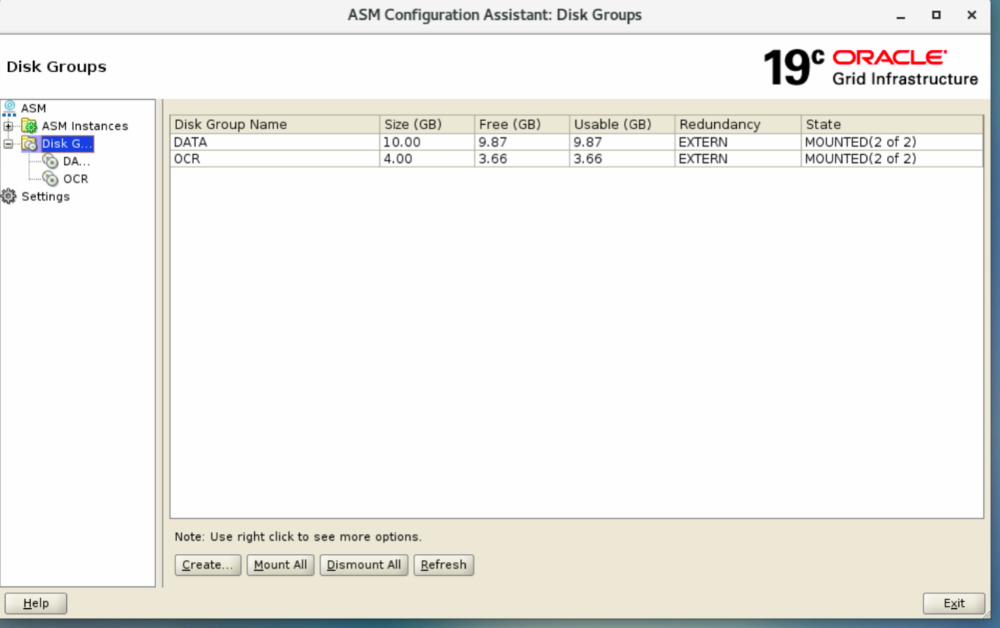 ASM Configuration Assistant: Disk Groups
Disk Groups
19c ORACLE
Grid Infrastructure
ASM
ASM Instances
Disk G...
DA...
OCR
Settings
Disk Group Name Size (GB) Free (GB) Usable (GB) Redundancy State
DATA 10.00 9.87 9.87 EXTERN MOUNTED(2 of 2)
OCR 4.00 3.66 3.66 EXTERN MOUNTED(2 of 2)
Note: Use right click to see more options.
Create... Mount All Dismount All Refresh
Help Exit